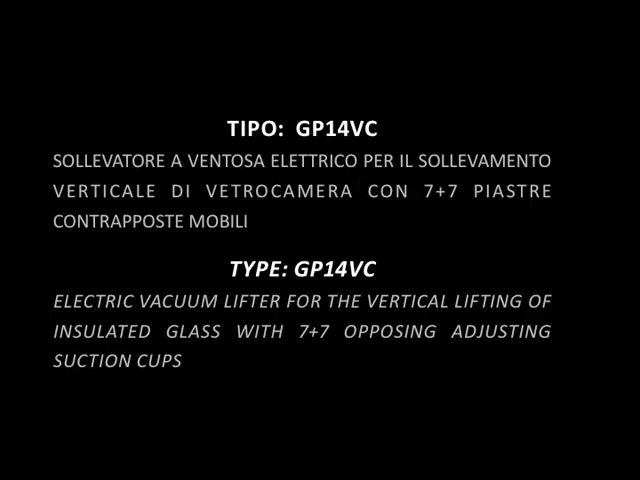 TIPO: GP14VC
SOLLEVATORE A VENTOSA ELETTRICO PER IL SOLLEVAMENTO
VERTICALE DI VETROCAMERA CON 7+7 PIASTRE
CONTRAPPOSTE MOBILI
TYPE: GP14VC
ELECTRIC VACUUM LIFTER FOR THE VERTICAL LIFTING OF
INSULATED GLASS WITH 7+7 OPPOSING ADJUSTING
SUCTION CUPS